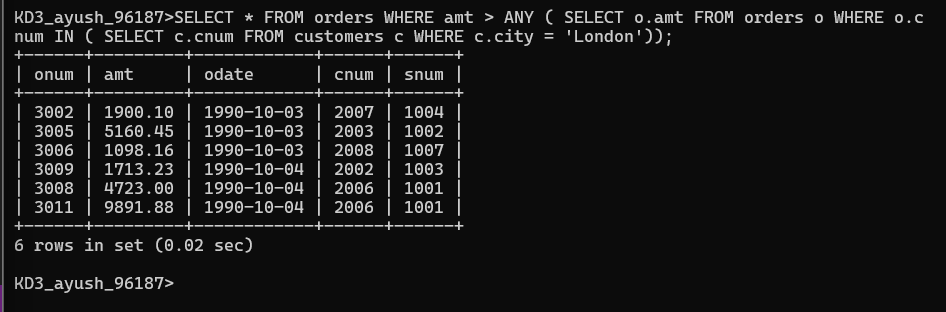 KD3_ayush_96187>SELECT * FROM orders WHERE amt > ANY ( SELECT o.amt FROM orders o WHERE o.c
num IN ( SELECT c.cnum FROM customers c WHERE c.city = 'London'));
+------+---------+------------+------+------+
| onum | amt     | odate      | cnum | snum |
+------+---------+------------+------+------+
| 3002 | 1900.10 | 1990-10-03 | 2007 | 1004 |
| 3005 | 5160.45 | 1990-10-03 | 2003 | 1002 |
| 3006 | 1098.16 | 1990-10-03 | 2008 | 1007 |
| 3009 | 1713.23 | 1990-10-04 | 2002 | 1003 |
| 3008 | 4723.00 | 1990-10-04 | 2006 | 1001 |
| 3011 | 9891.88 | 1990-10-04 | 2006 | 1001 |
+------+---------+------------+------+------+
6 rows in set (0.02 sec)
KD3_ayush_96187>